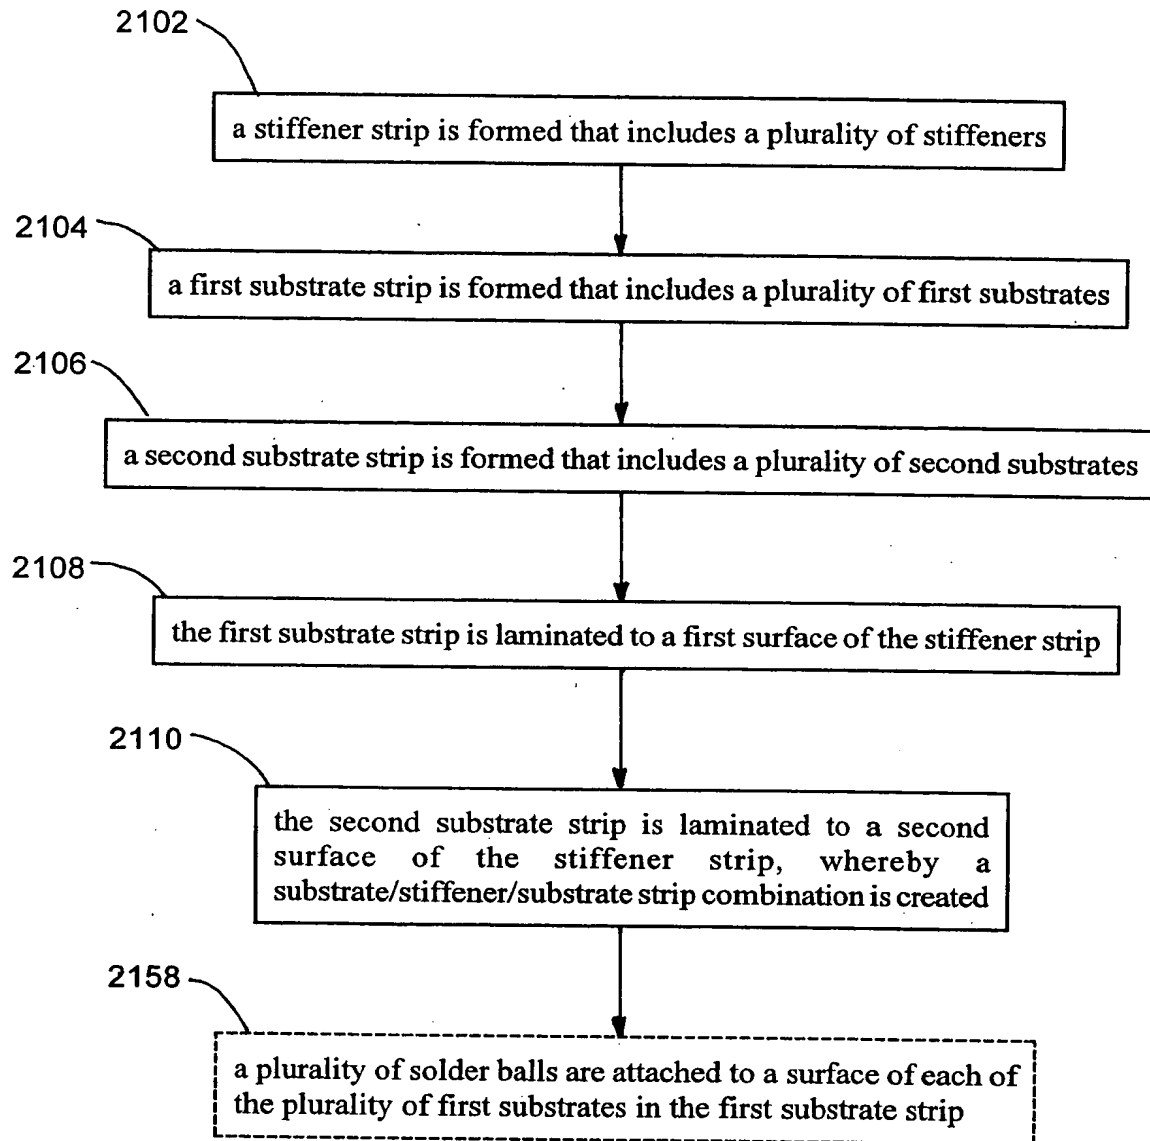 2102
a stiffener strip is formed that includes a plurality of stiffeners
2104
a first substrate strip is formed that includes a plurality of first substrates
2106
a second substrate strip is formed that includes a plurality of second substrates
2108
the first substrate strip is laminated to a first surface of the stiffener strip
2110
the second substrate strip is laminated to a second
surface of the stiffener strip, whereby a
substrate/stiffener/substrate strip combination is created
2158
a plurality of solder balls are attached to a surface of each of
the plurality of first substrates in the first substrate strip